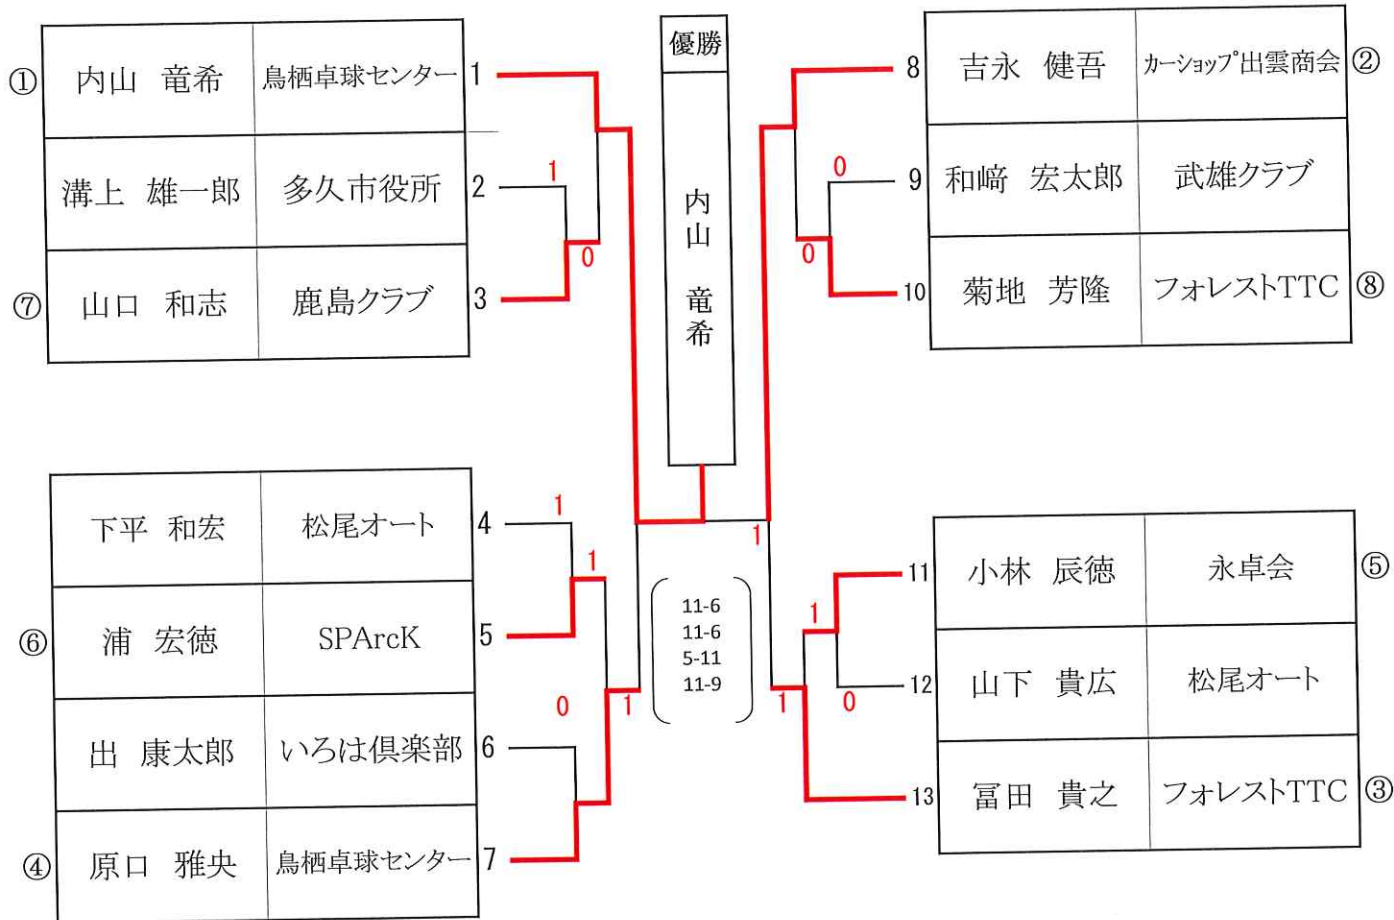 ① 内山 竜希 鳥栖卓球センター 1
溝上 雄一郎 多久市役所 2
1
⑦ 山口 和志 鹿島クラブ 3
0
下平 和宏 松尾オート 4
1
1
⑥ 浦 宏徳 SPArcK 5
出 康太郎 いろは倶楽部 6
0
1
④ 原口 雅央 鳥栖卓球センター 7
優勝
内山 竜希
1
11-6
11-6
5-11
11-9
8 吉永 健吾 カーショップ出雲商会 ②
0
9 和﨑 宏太郎 武雄クラブ
0
10 菊地 芳隆 フォレストTTC ⑧
11 小林 辰徳 永卓会 ⑤
1
12 山下 貴広 松尾オート
0
1
13 冨田 貴之 フォレストTTC ③